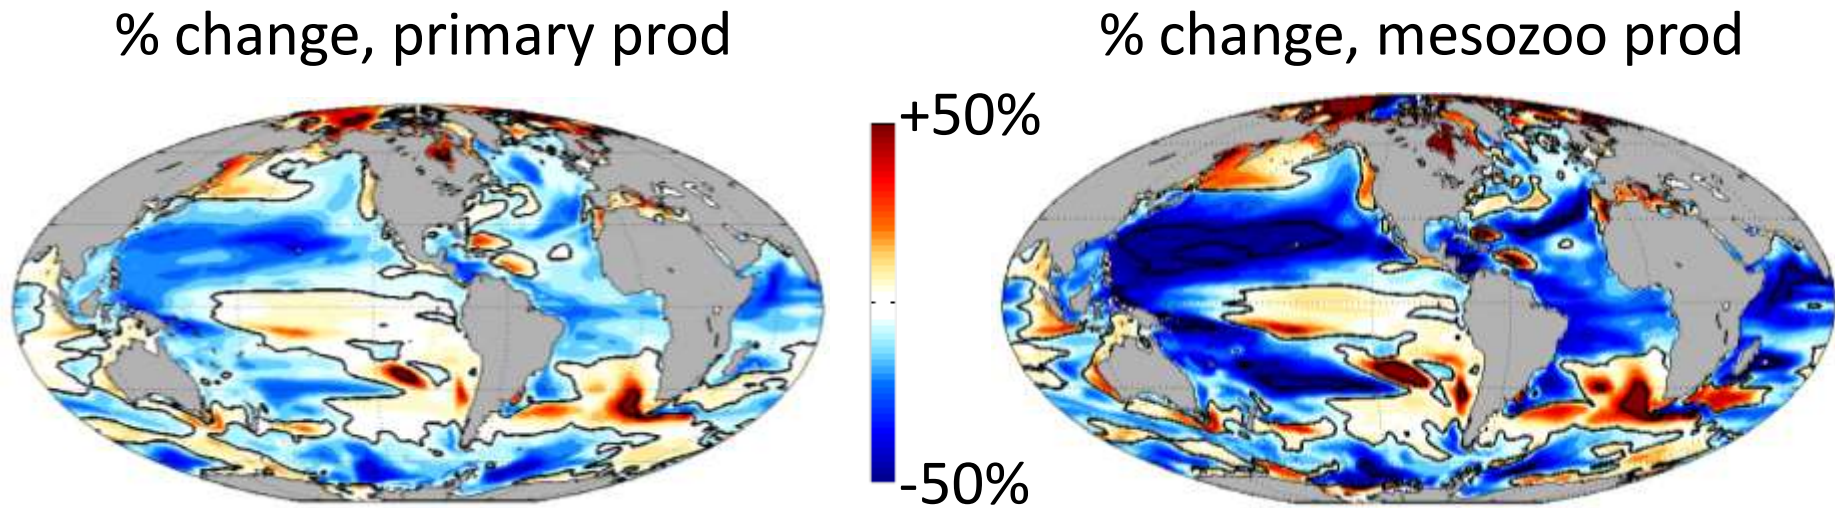 % change, primary prod
% change, mesozoo prod
+50%
-50%